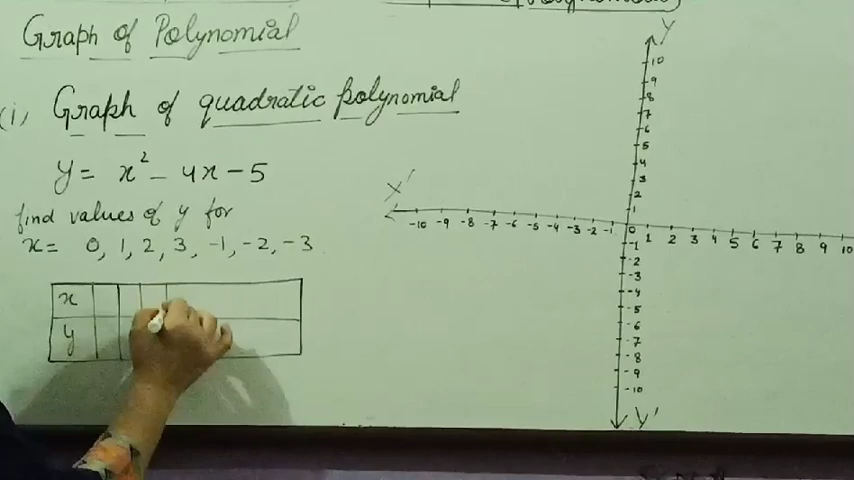 Graph of Polynomial
(i) Graph of quadratic polynomial
y = x² - 4x - 5
find values of y for
x = 0, 1, 2, 3, -1, -2, -3
x
y
Y
10
9
8
7
6
5
4
3
2
1
X'
-10 -9 -8 -7 -6 -5 -4 -3 -2 -1 0 1 2 3 4 5 6 7 8 9 10
-1
-2
-3
-4
-5
-6
-7
-8
-9
-10
Y'